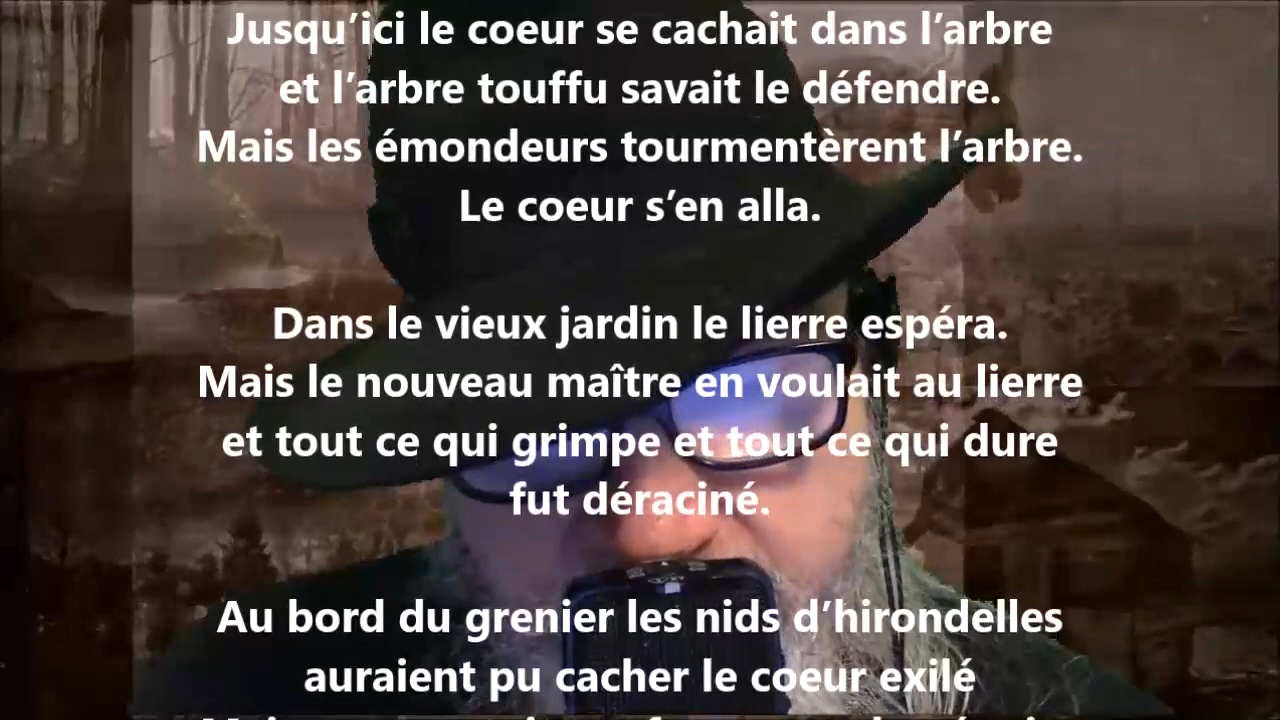 Jusqu’ici le coeur se cachait dans l’arbre
et l’arbre touffu savait le défendre.
Mais les émondeurs tourmentèrent l’arbre.
Le coeur s’en alla.
Dans le vieux jardin le lierre espéra.
Mais le nouveau maître en voulait au lierre
et tout ce qui grimpe et tout ce qui dure
fut déraciné.
Au bord du grenier les nids d’hirondelles
auraient pu cacher le coeur exilé